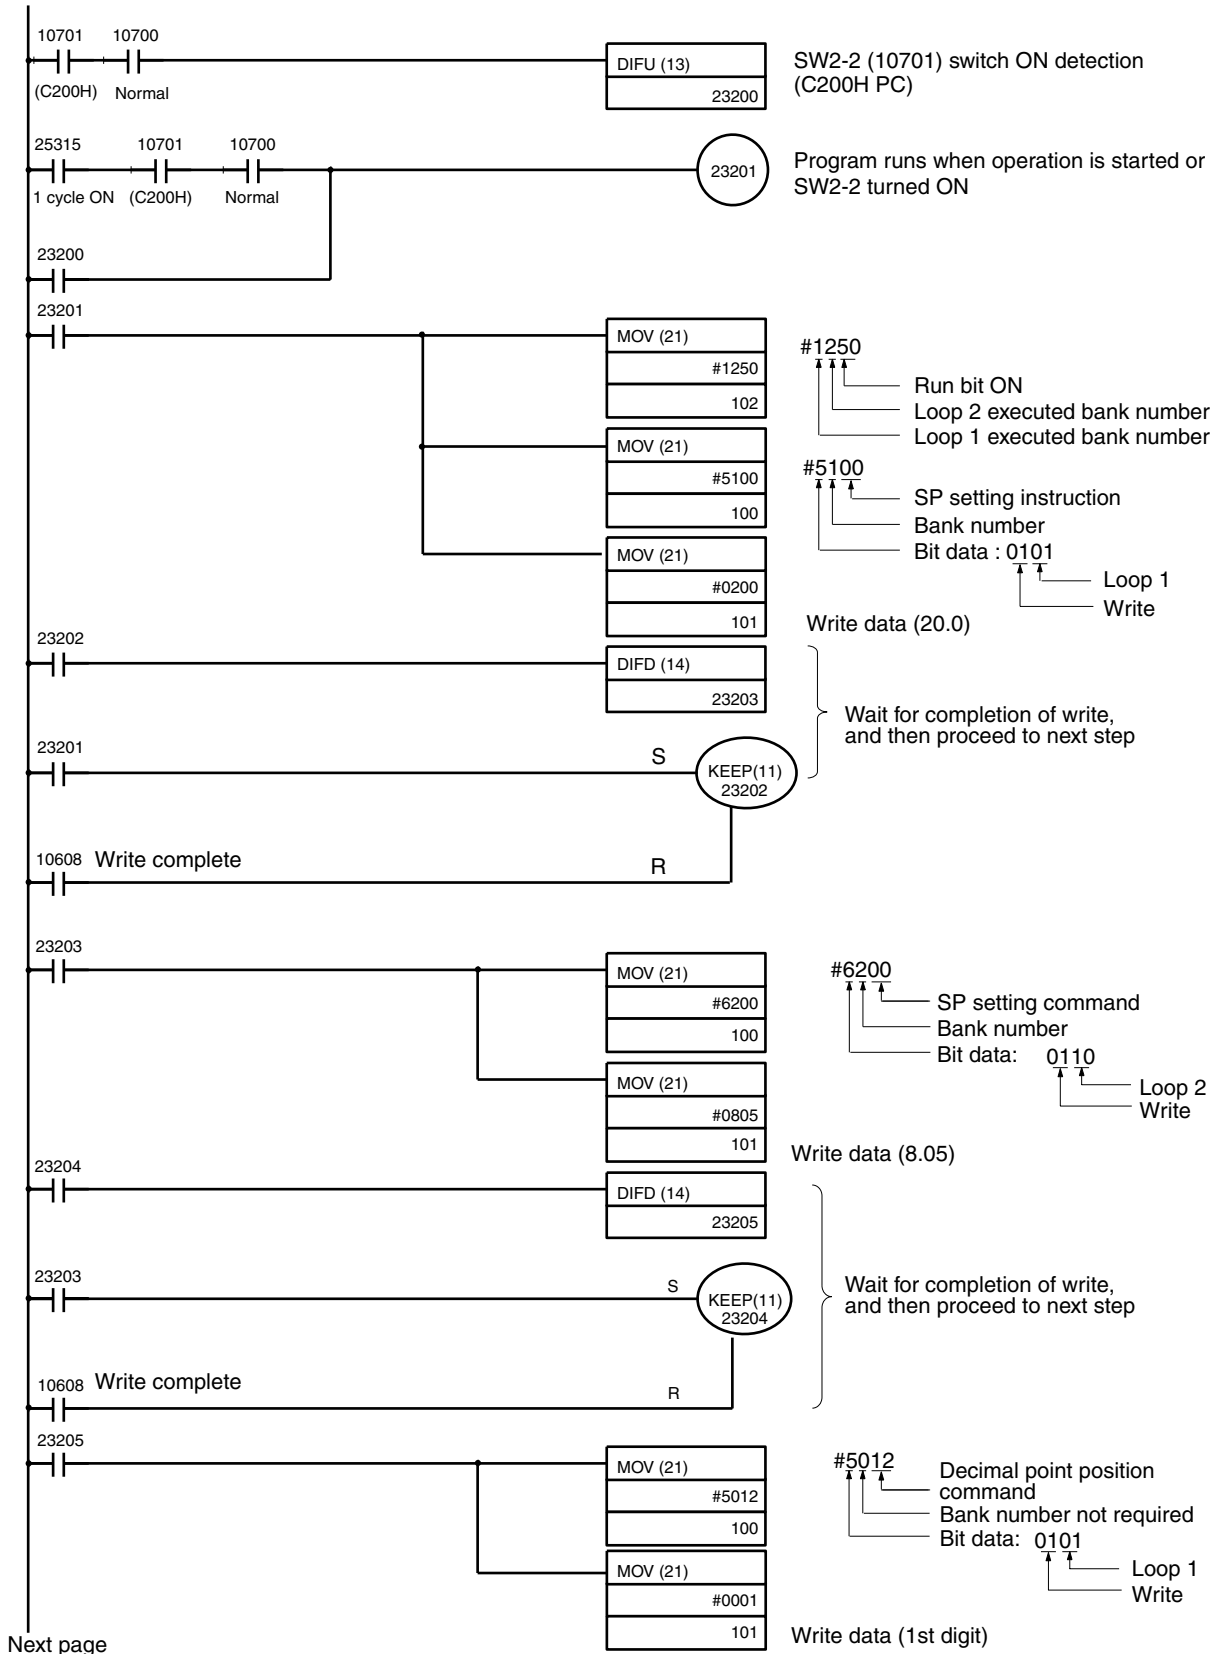 10701 10700
DIFU (13)
23200
(C200H) Normal
SW2-2 (10701) switch ON detection
(C200H PC)
25315 10701 10700
1 cycle ON (C200H) Normal
23201
Program runs when operation is started or
SW2-2 turned ON
23200
23201
MOV (21)
#1250
102
#1250
Run bit ON
Loop 2 executed bank number
Loop 1 executed bank number
MOV (21)
#5100
100
#5100
SP setting instruction
Bank number
Bit data : 0101
Loop 1
Write
MOV (21)
#0200
101
Write data (20.0)
23202
DIFD (14)
23203
Wait for completion of write,
and then proceed to next step
23201
S
KEEP(11)
23202
10608 Write complete
R
23203
MOV (21)
#6200
100
#6200
SP setting command
Bank number
Bit data: 0110
Loop 2
Write
MOV (21)
#0805
101
Write data (8.05)
23204
DIFD (14)
23205
Wait for completion of write,
and then proceed to next step
23203
S
KEEP(11)
23204
10608 Write complete
R
23205
MOV (21)
#5012
100
#5012
Decimal point position
command
Bank number not required
Bit data: 0101
Loop 1
Write
MOV (21)
#0001
101
Write data (1st digit)
Next page